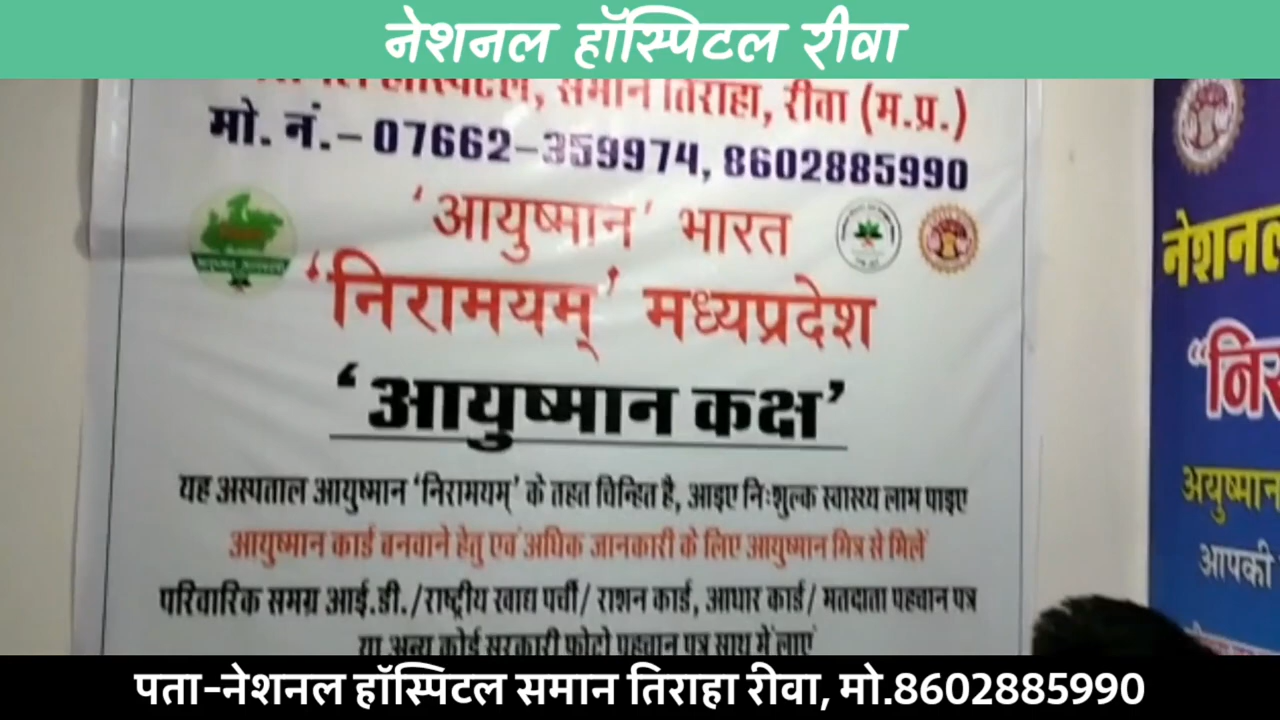 नेशनल हॉस्पिटल रीवा
समान तिराहा, रीवा (म.प्र.)
मो. नं.– 07662-359974, 8602885990
'आयुष्मान' भारत
'निरामयम्' मध्यप्रदेश
'आयुष्मान कक्ष'
यह अस्पताल आयुष्मान 'निरामयम्' के तहत चिन्हित है, आइए निःशुल्क स्वास्थ्य लाभ पाइए
आयुष्मान कार्ड बनवाने हेतु एवं अधिक जानकारी के लिए आयुष्मान मित्र से मिलें
परिवारिक समग्र आई.डी./राष्ट्रीय खाद्य पर्ची/ राशन कार्ड, आधार कार्ड/ मतदाता पहचान पत्र
या अन्य कोई सरकारी फोटो पहचान पत्र साथ में लाएं
नेशनल
"निर
अयुष्मान
आपकी
पता-नेशनल हॉस्पिटल समान तिराहा रीवा, मो.8602885990